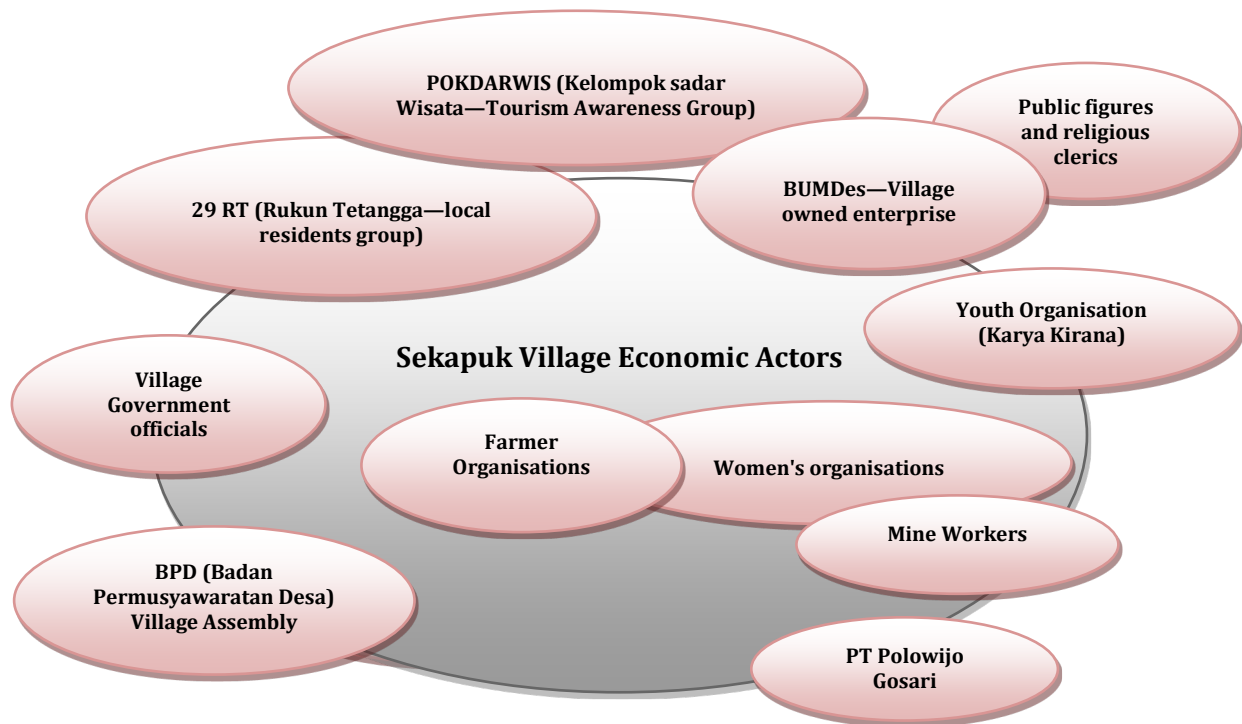 POKDARWIS (Kelompok sadar
Wisata—Tourism Awareness Group)
Public figures
and religious
clerics
BUMDes—Village
owned enterprise
29 RT (Rukun Tetangga—local
residents group)
Youth Organisation
(Karya Kirana)
Sekapuk Village Economic Actors
Village
Government
officials
Farmer
Organisations
Women's organisations
Mine Workers
BPD (Badan
Permusyawaratan Desa)
Village Assembly
PT Polowijo
Gosari